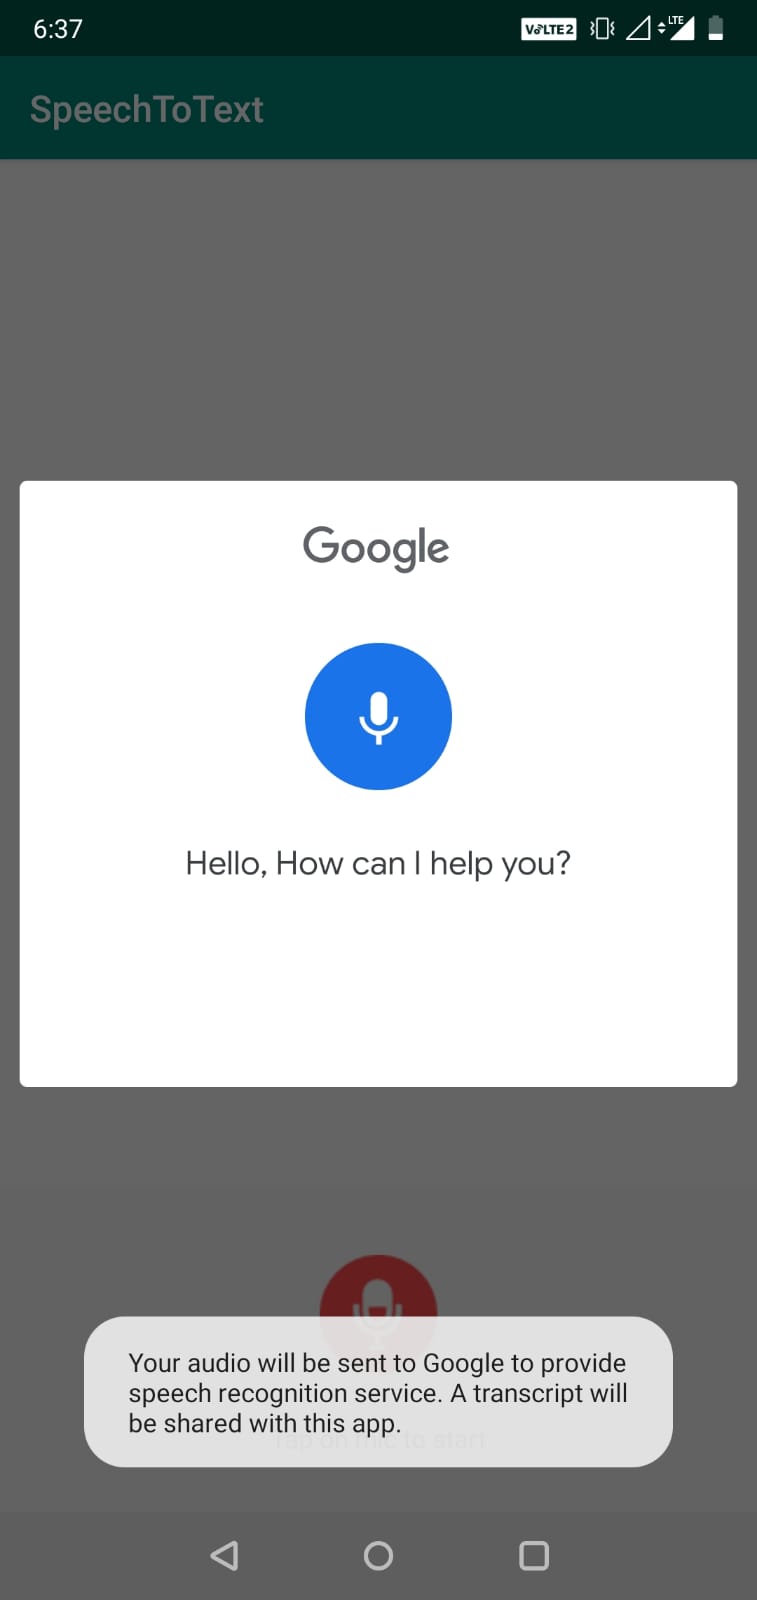 6:37
VoLTE2
LTE
SpeechToText
Google
Hello, How can I help you?
Your audio will be sent to Google to provide
speech recognition service. A transcript will
be shared with this app.
Tap on mic to start